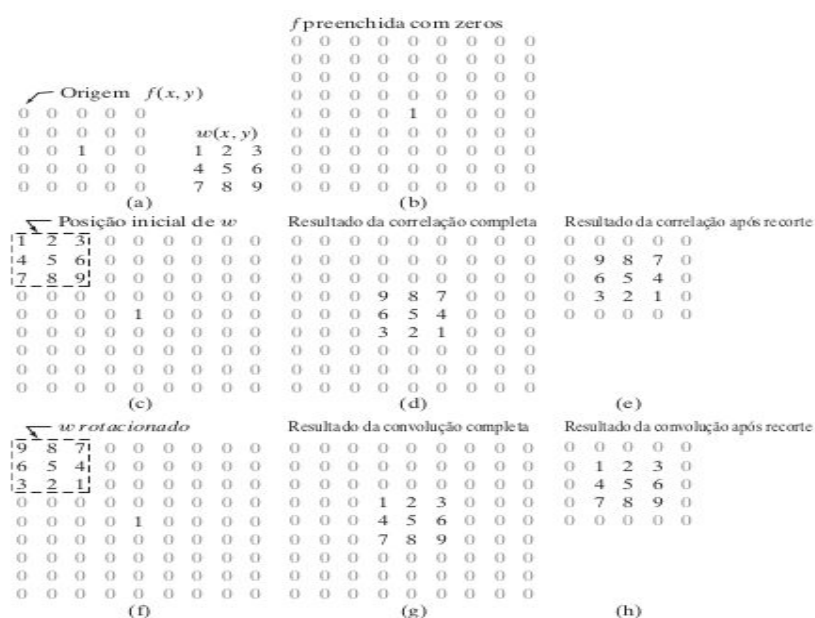 f preenchida com zeros
0 0 0 0 0 0 0 0 0
0 0 0 0 0 0 0 0 0
0 0 0 0 0 0 0 0 0
0 0 0 0 0 0 0 0 0
0 0 0 0 1 0 0 0 0
0 0 0 0 0 0 0 0 0
0 0 0 0 0 0 0 0 0
0 0 0 0 0 0 0 0 0
0 0 0 0 0 0 0 0 0
(b)
Origem f(x, y)
0 0 0 0 0
0 0 0 0 0
0 0 1 0 0
0 0 0 0 0
0 0 0 0 0
w(x, y)
1 2 3
4 5 6
7 8 9
(a)
Posição inicial de w
1 2 3 0 0 0 0 0 0
4 5 6 0 0 0 0 0 0
7 8 9 0 0 0 0 0 0
0 0 0 0 0 0 0 0 0
0 0 0 0 1 0 0 0 0
0 0 0 0 0 0 0 0 0
0 0 0 0 0 0 0 0 0
0 0 0 0 0 0 0 0 0
0 0 0 0 0 0 0 0 0
(c)
Resultado da correlação completa
0 0 0 0 0 0 0 0 0
0 0 0 0 0 0 0 0 0
0 0 0 0 0 0 0 0 0
0 0 0 9 8 7 0 0 0
0 0 0 6 5 4 0 0 0
0 0 0 3 2 1 0 0 0
0 0 0 0 0 0 0 0 0
0 0 0 0 0 0 0 0 0
0 0 0 0 0 0 0 0 0
(d)
Resultado da correlação após recorte
0 0 0 0 0
0 9 8 7 0
0 6 5 4 0
0 3 2 1 0
0 0 0 0 0
(e)
w rotacionado
9 8 7 0 0 0 0 0 0
6 5 4 0 0 0 0 0 0
3 2 1 0 0 0 0 0 0
0 0 0 0 0 0 0 0 0
0 0 0 0 1 0 0 0 0
0 0 0 0 0 0 0 0 0
0 0 0 0 0 0 0 0 0
0 0 0 0 0 0 0 0 0
0 0 0 0 0 0 0 0 0
(f)
Resultado da convolução completa
0 0 0 0 0 0 0 0 0
0 0 0 0 0 0 0 0 0
0 0 0 0 0 0 0 0 0
0 0 0 1 2 3 0 0 0
0 0 0 4 5 6 0 0 0
0 0 0 7 8 9 0 0 0
0 0 0 0 0 0 0 0 0
0 0 0 0 0 0 0 0 0
0 0 0 0 0 0 0 0 0
(g)
Resultado da convolução após recorte
0 0 0 0 0
0 1 2 3 0
0 4 5 6 0
0 7 8 9 0
0 0 0 0 0
(h)